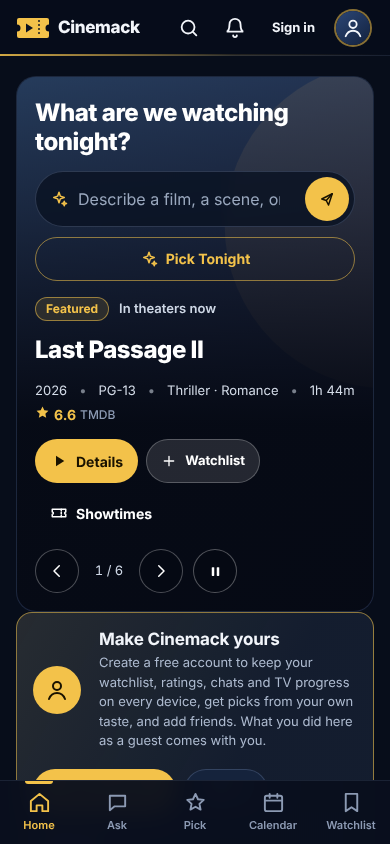 Cinemack
Sign in
What are we watching
tonight?
Describe a film, a scene, o
Pick Tonight
Featured
In theaters now
Last Passage II
2026 • PG-13 • Thriller · Romance • 1h 44m
6.6 TMDB
Details
Watchlist
Showtimes
1 / 6
Make Cinemack yours
Create a free account to keep your
watchlist, ratings, chats and TV progress
on every device, get picks from your own
taste, and add friends. What you did here
as a guest comes with you.
Home
Ask
Pick
Calendar
Watchlist